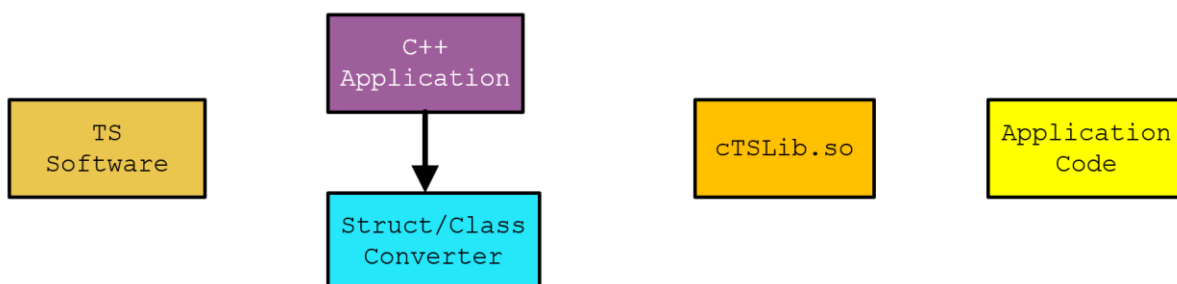 C++
Application
TS
Software
cTSLib.so
Application
Code
Struct/Class
Converter